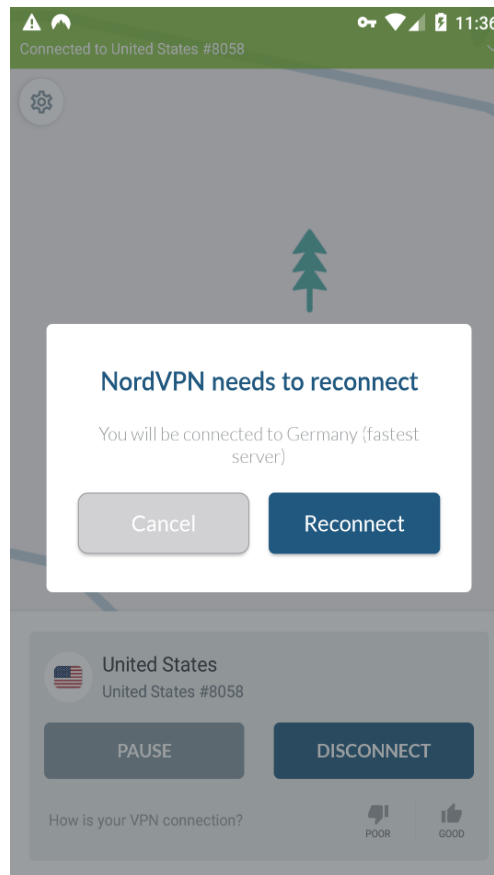 11:36
Connected to United States #8058
NordVPN needs to reconnect
You will be connected to Germany (fastest
server)
Cancel
Reconnect
United States
United States #8058
PAUSE
DISCONNECT
How is your VPN connection?
POOR
GOOD